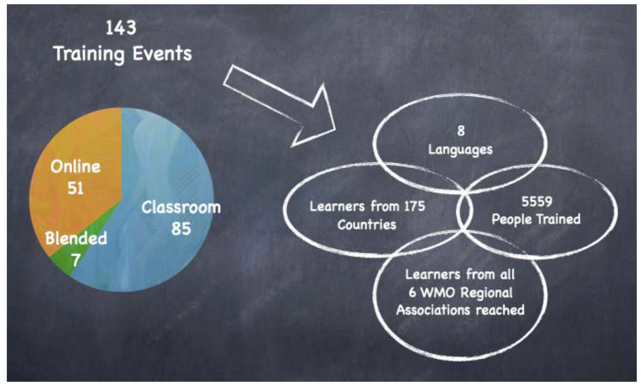 143
Training Events
Online
51
Classroom
85
Blended
7
8
Languages
Learners from 175
Countries
5559
People Trained
Learners from all
6 WMO Regional
Associations reached